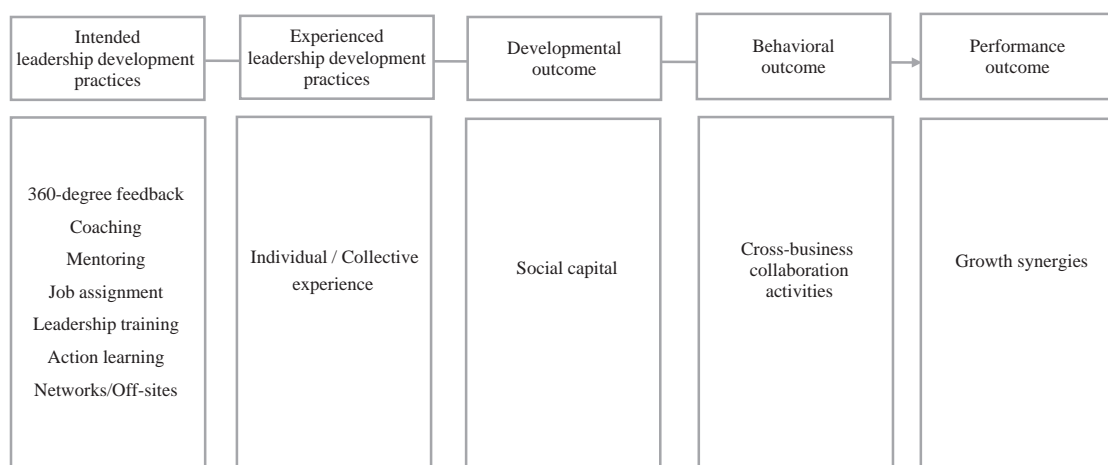 Intended
leadership development
practices
Experienced
leadership development
practices
Developmental
outcome
Behavioral
outcome
Performance
outcome
360-degree feedback
Coaching
Mentoring
Job assignment
Leadership training
Action learning
Networks/Off-sites
Individual / Collective
experience
Social capital
Cross-business
collaboration
activities
Growth synergies